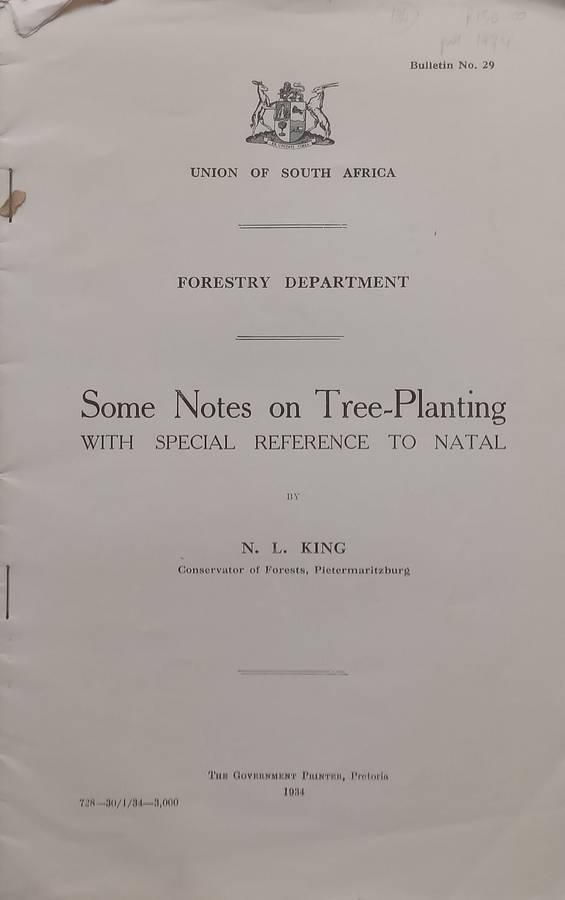 Bulletin No. 29
UNION OF SOUTH AFRICA
FORESTRY DEPARTMENT
Some Notes on Tree-Planting
WITH SPECIAL REFERENCE TO NATAL
BY
N. L. KING
Conservator of Forests, Pietermaritzburg
THE GOVERNMENT PRINTER, Pretoria
1934
728—30/1/34—3,000